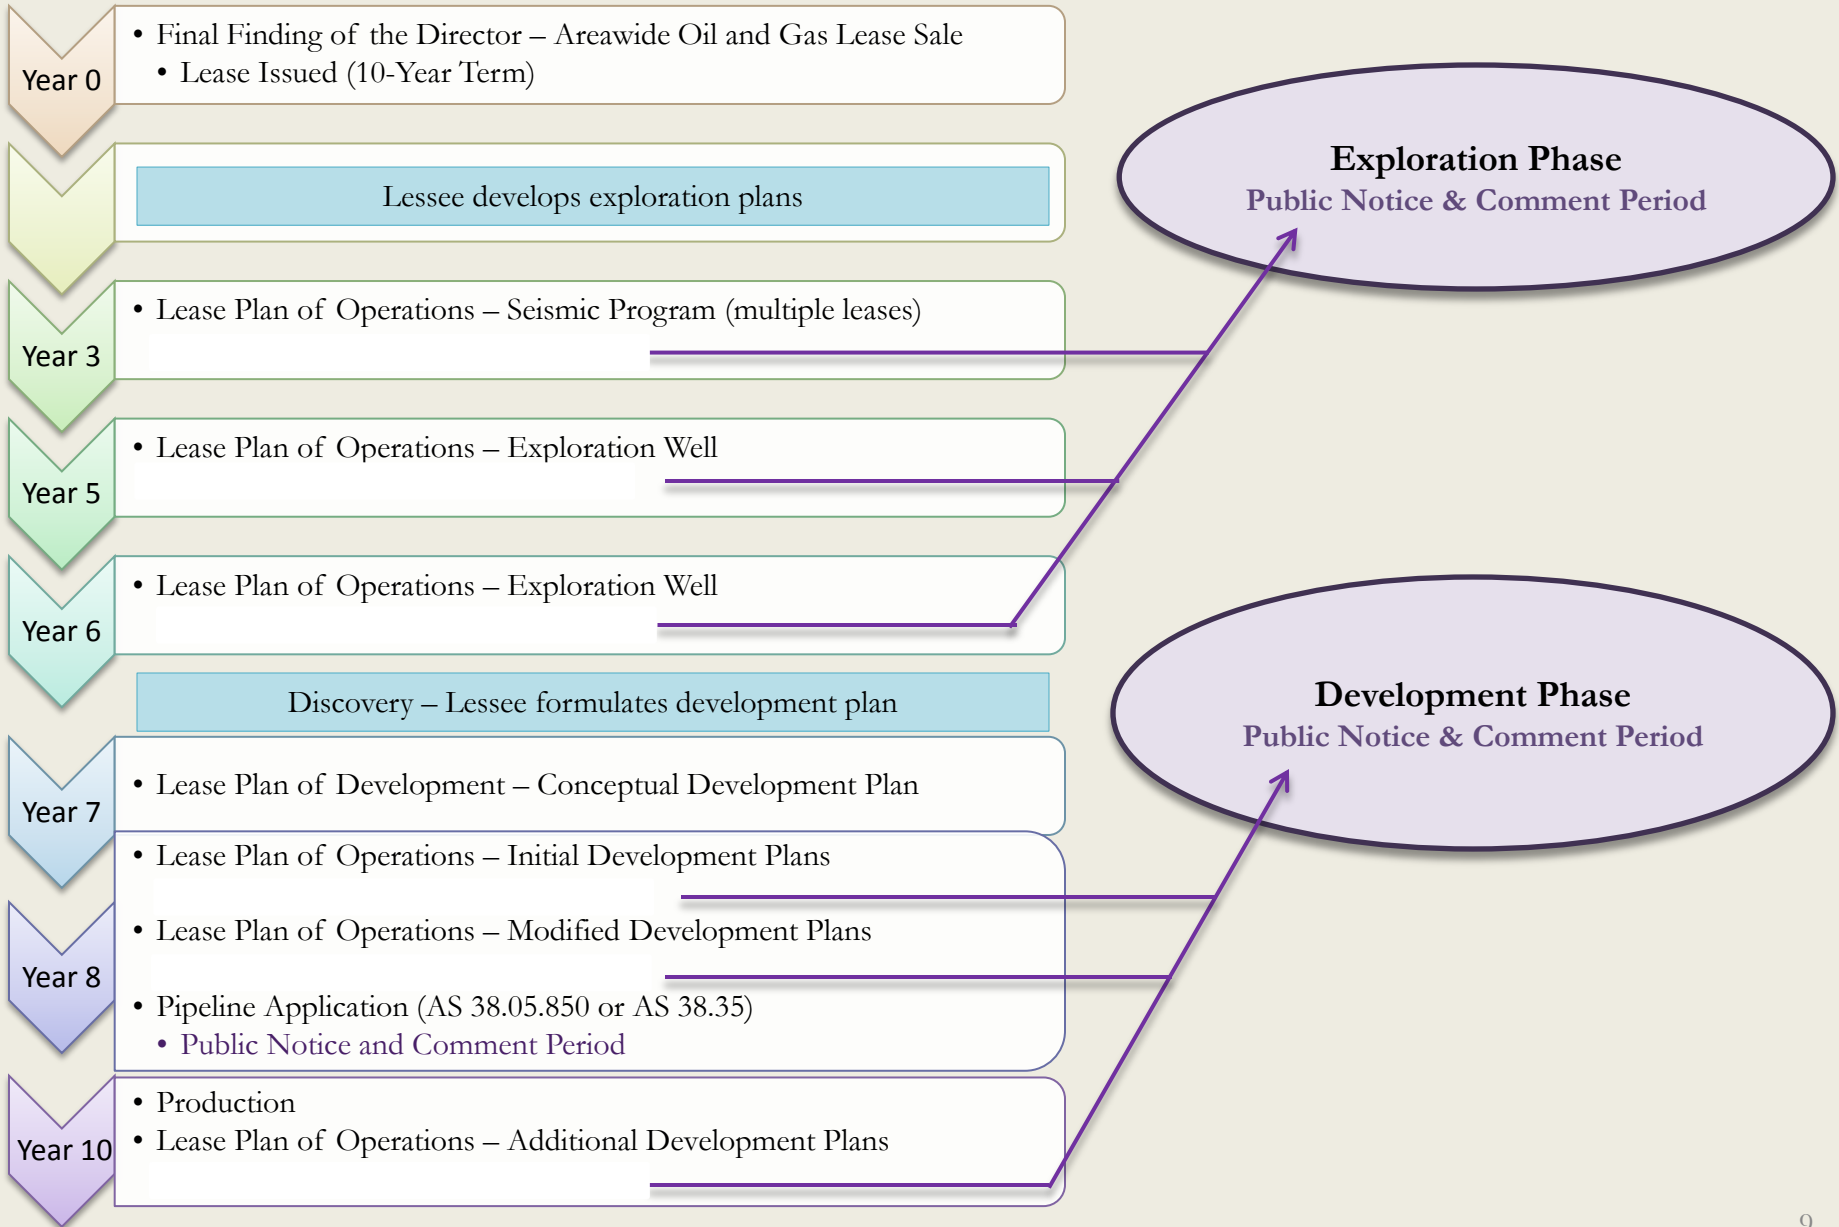 Year 0
• Final Finding of the Director – Areawide Oil and Gas Lease Sale
• Lease Issued (10-Year Term)
Lessee develops exploration plans
Year 3
• Lease Plan of Operations – Seismic Program (multiple leases)
Year 5
• Lease Plan of Operations – Exploration Well
Year 6
• Lease Plan of Operations – Exploration Well
Discovery – Lessee formulates development plan
Year 7
• Lease Plan of Development – Conceptual Development Plan
Year 8
• Lease Plan of Operations – Initial Development Plans
• Lease Plan of Operations – Modified Development Plans
• Pipeline Application (AS 38.05.850 or AS 38.35)
• Public Notice and Comment Period
Year 10
• Production
• Lease Plan of Operations – Additional Development Plans
Exploration Phase
Public Notice & Comment Period
Development Phase
Public Notice & Comment Period
9